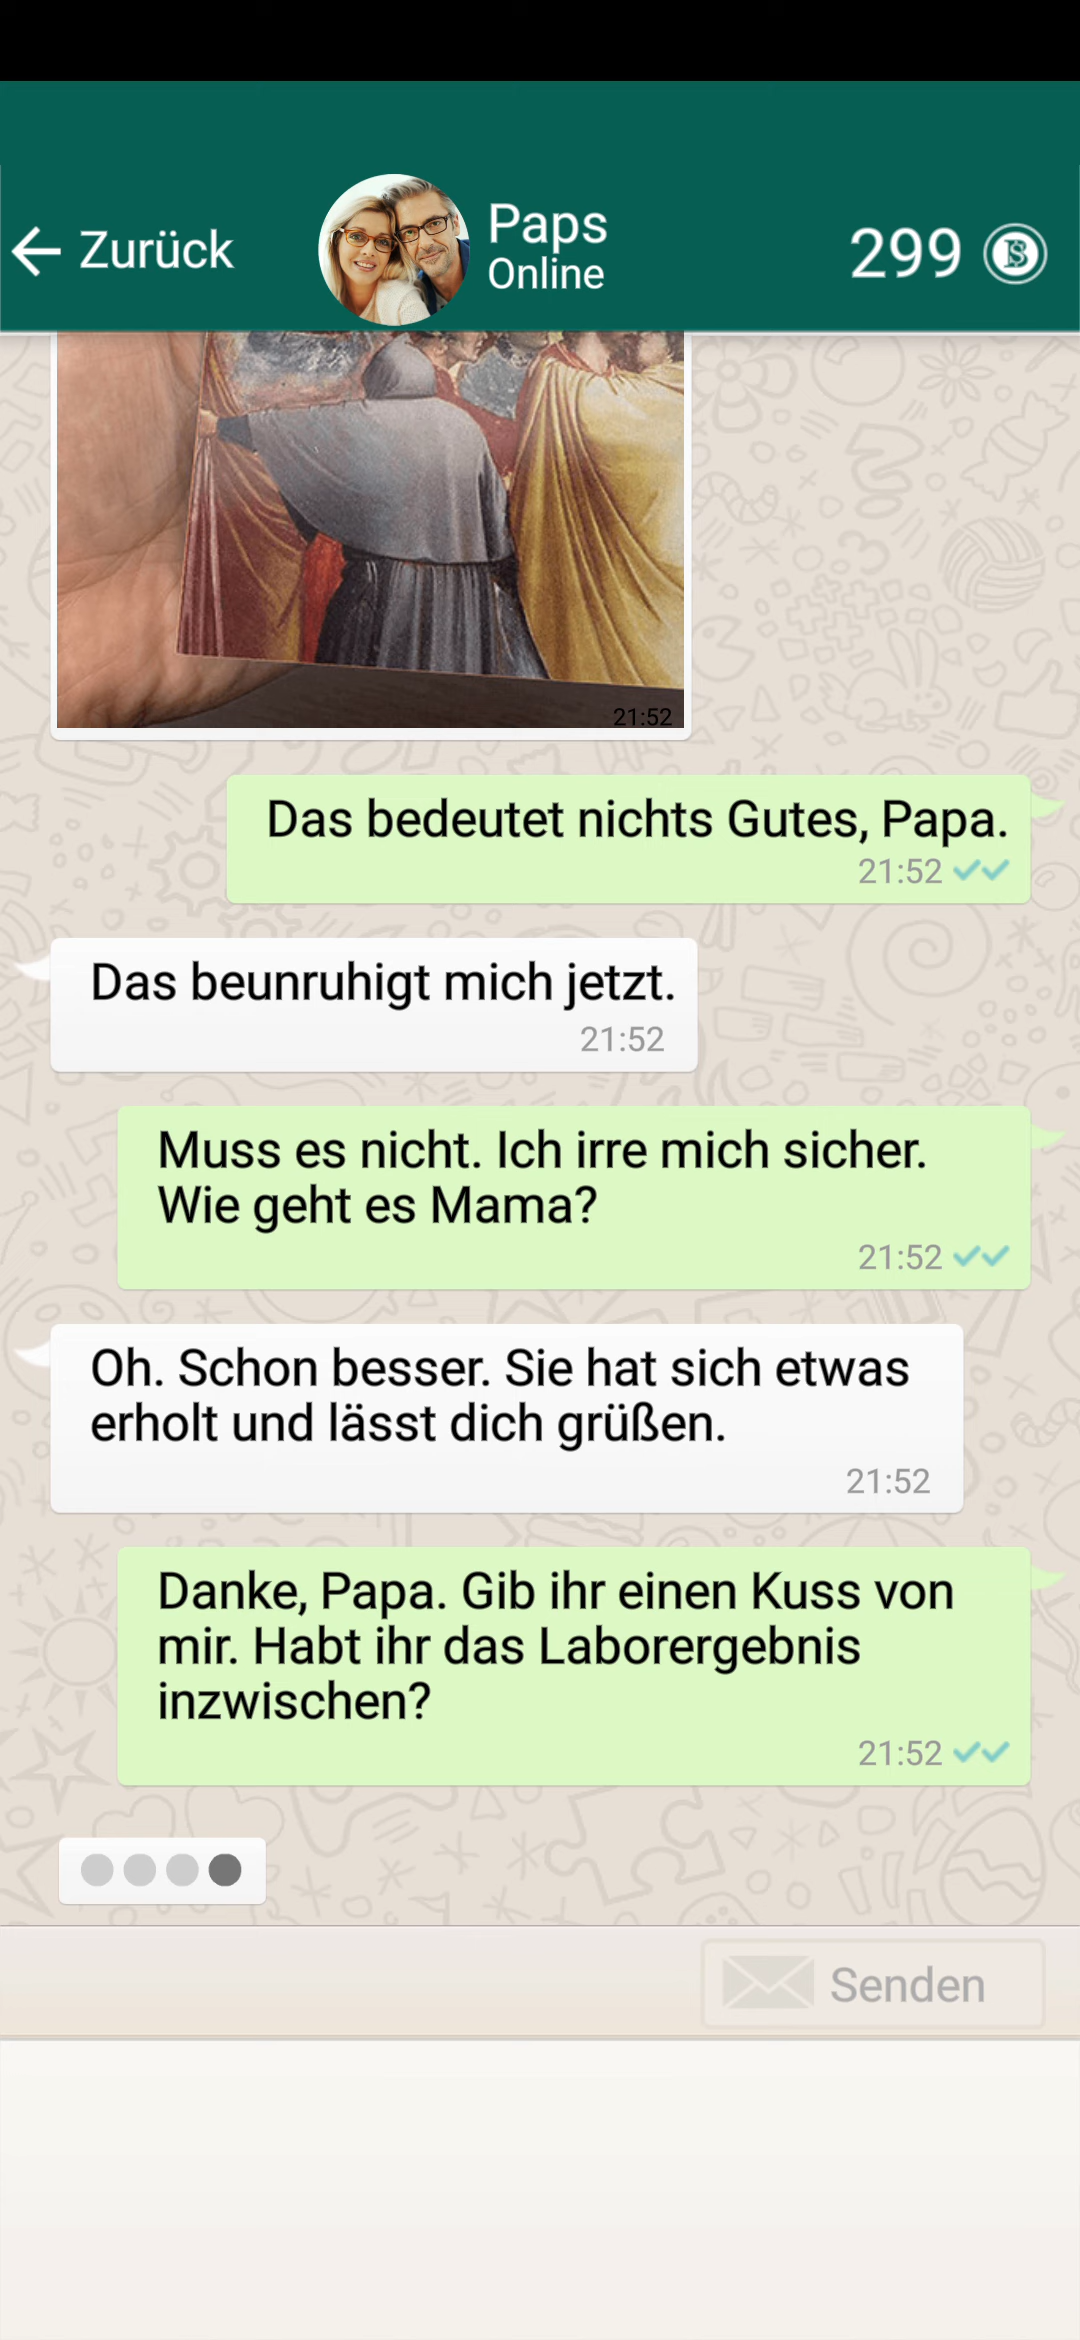 Zurück
Paps
Online
299
21:52
Das bedeutet nichts Gutes, Papa.
21:52
Das beunruhigt mich jetzt.
21:52
Muss es nicht. Ich irre mich sicher.
Wie geht es Mama?
21:52
Oh. Schon besser. Sie hat sich etwas
erholt und lässt dich grüßen.
21:52
Danke, Papa. Gib ihr einen Kuss von
mir. Habt ihr das Laborergebnis
inzwischen?
21:52
Senden